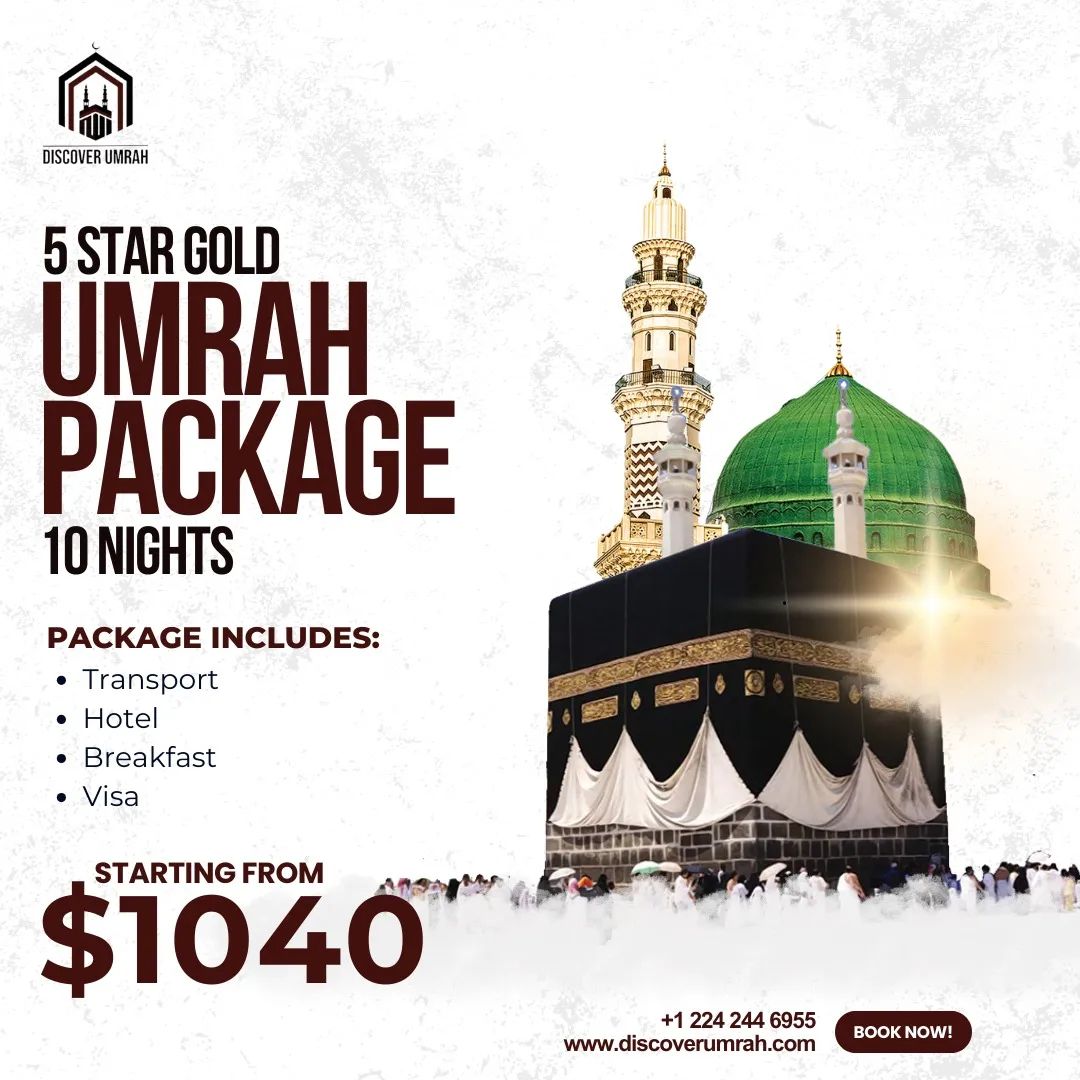 DISCOVER UMRAH
5 STAR GOLD
UMRAH
PACKAGE
10 NIGHTS
PACKAGE INCLUDES:
• Transport
• Hotel
• Breakfast
• Visa
STARTING FROM
$1040
+1 224 244 6955
www.discoverumrah.com
BOOK NOW!